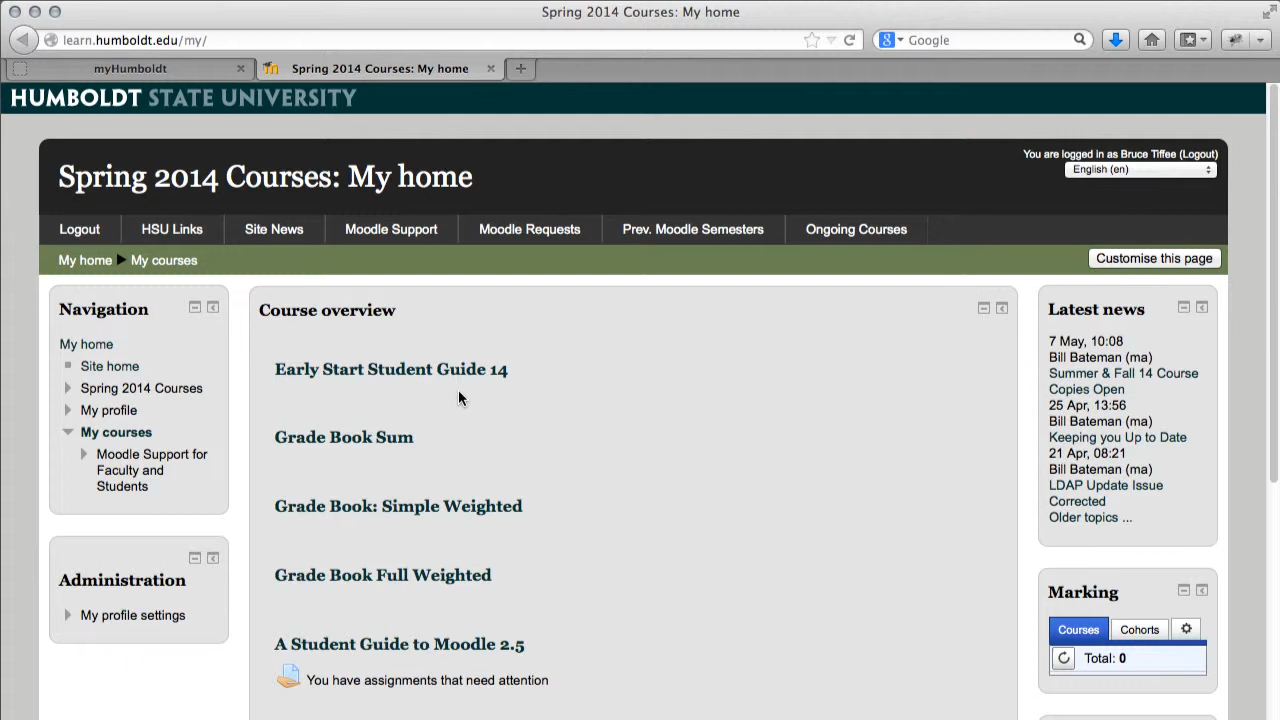 Spring 2014 Courses: My home
learn.humboldt.edu/my/
Google
myHumboldt
Spring 2014 Courses: My home
HUMBOLDT STATE UNIVERSITY
Spring 2014 Courses: My home
You are logged in as Bruce Tiffee (Logout)
English (en)
Logout
HSU Links
Site News
Moodle Support
Moodle Requests
Prev. Moodle Semesters
Ongoing Courses
My home ▶ My courses
Customise this page
Navigation
My home
Site home
Spring 2014 Courses
My profile
My courses
Moodle Support for
Faculty and
Students
Administration
My profile settings
Course overview
Early Start Student Guide 14
Grade Book Sum
Grade Book: Simple Weighted
Grade Book Full Weighted
A Student Guide to Moodle 2.5
You have assignments that need attention
Latest news
7 May, 10:08
Bill Bateman (ma)
Summer & Fall 14 Course
Copies Open
25 Apr, 13:56
Bill Bateman (ma)
Keeping you Up to Date
21 Apr, 08:21
Bill Bateman (ma)
LDAP Update Issue
Corrected
Older topics ...
Marking
Courses
Cohorts
Total: 0